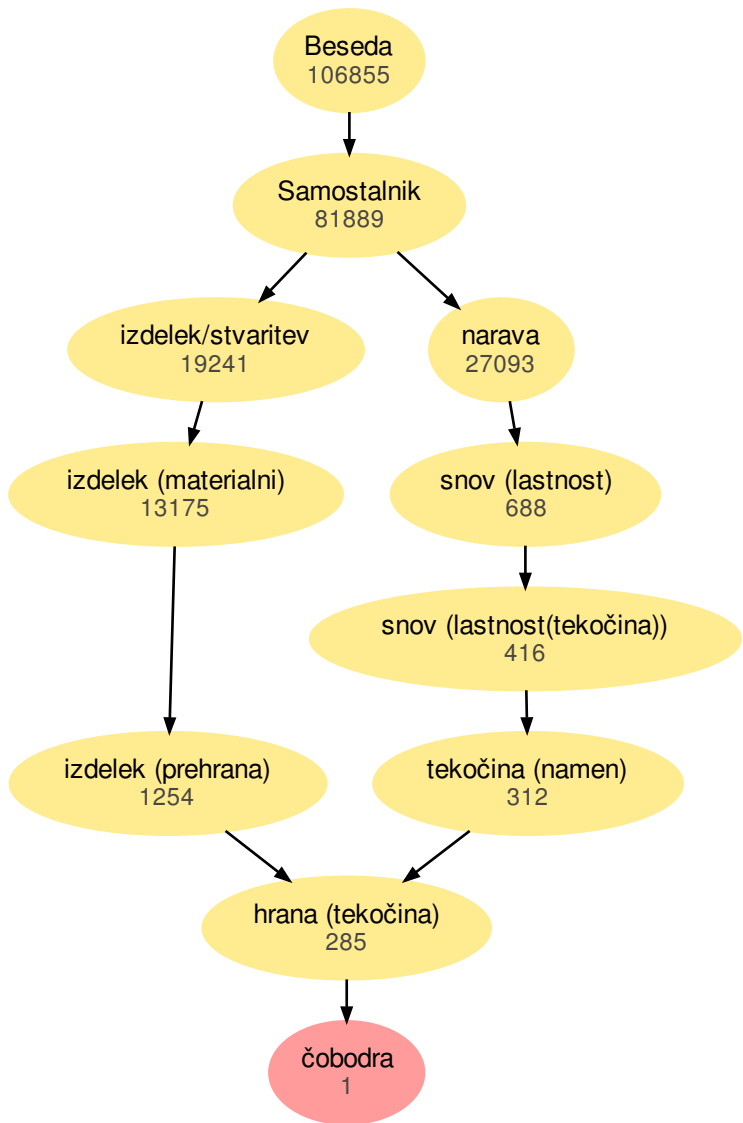 Beseda
106855
Samostalnik
81889
izdelek/stvaritev
19241
narava
27093
izdelek (materialni)
13175
snov (lastnost)
688
snov (lastnost(tekočina))
416
izdelek (prehrana)
1254
tekočina (namen)
312
hrana (tekočina)
285
čobodra
1